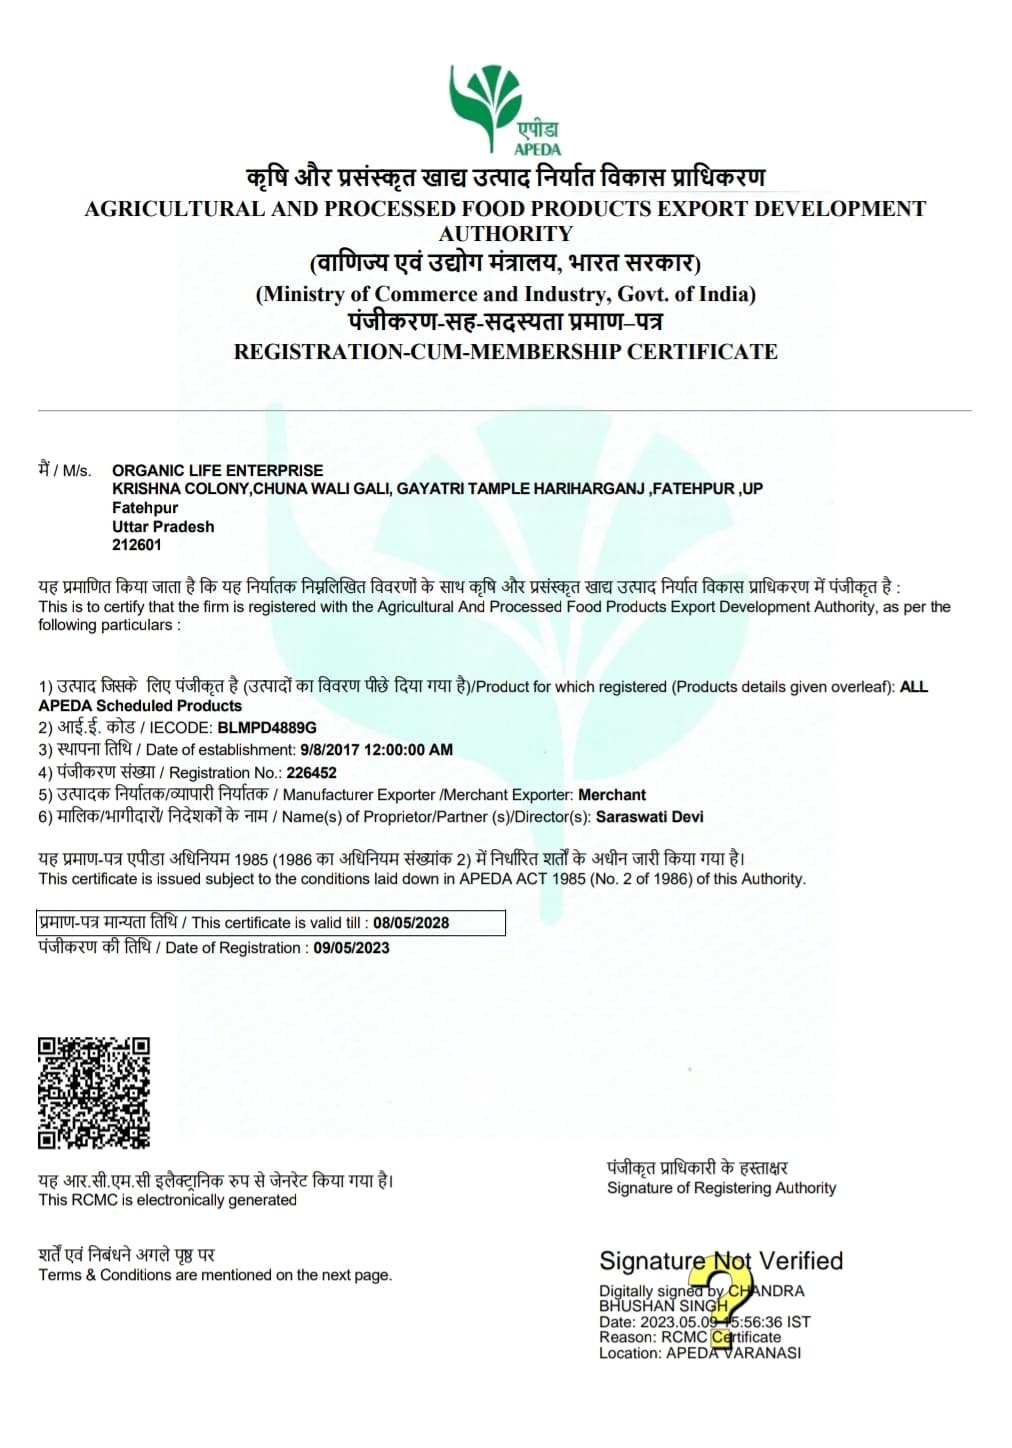 एपीडा
APEDA
कृषि और प्रसंस्कृत खाद्य उत्पाद निर्यात विकास प्राधिकरण
AGRICULTURAL AND PROCESSED FOOD PRODUCTS EXPORT DEVELOPMENT
AUTHORITY
(वाणिज्य एवं उद्योग मंत्रालय, भारत सरकार)
(Ministry of Commerce and Industry, Govt. of India)
पंजीकरण-सह-सदस्यता प्रमाण–पत्र
REGISTRATION-CUM-MEMBERSHIP CERTIFICATE
मैं / M/s. ORGANIC LIFE ENTERPRISE
KRISHNA COLONY,CHUNA WALI GALI, GAYATRI TAMPLE HARIHARGANJ ,FATEHPUR ,UP
Fatehpur
Uttar Pradesh
212601
यह प्रमाणित किया जाता है कि यह निर्यातक निम्नलिखित विवरणों के साथ कृषि और प्रसंस्कृत खाद्य उत्पाद निर्यात विकास प्राधिकरण में पंजीकृत है :
This is to certify that the firm is registered with the Agricultural And Processed Food Products Export Development Authority, as per the
following particulars :
1) उत्पाद जिसके लिए पंजीकृत है (उत्पादों का विवरण पीछे दिया गया है)/Product for which registered (Products details given overleaf): ALL
APEDA Scheduled Products
2) आई.ई. कोड / IECODE: BLMPD4889G
3) स्थापना तिथि / Date of establishment: 9/8/2017 12:00:00 AM
4) पंजीकरण संख्या / Registration No.: 226452
5) उत्पादक निर्यातक/व्यापारी निर्यातक / Manufacturer Exporter /Merchant Exporter: Merchant
6) मालिक/भागीदारों/ निदेशकों के नाम / Name(s) of Proprietor/Partner (s)/Director(s): Saraswati Devi
यह प्रमाण-पत्र एपीडा अधिनियम 1985 (1986 का अधिनियम संख्यांक 2) में निर्धारित शर्तों के अधीन जारी किया गया है।
This certificate is issued subject to the conditions laid down in APEDA ACT 1985 (No. 2 of 1986) of this Authority.
प्रमाण-पत्र मान्यता तिथि / This certificate is valid till : 08/05/2028
पंजीकरण की तिथि / Date of Registration : 09/05/2023
यह आर.सी.एम.सी इलैक्ट्रानिक रुप से जेनरेट किया गया है।
This RCMC is electronically generated
पंजीकृत प्राधिकारी के हस्ताक्षर
Signature of Registering Authority
शर्तें एवं निबंधने अगले पृष्ठ पर
Terms & Conditions are mentioned on the next page.
Signature Not Verified
Digitally signed by CHANDRA
BHUSHAN SINGH
Date: 2023.05.09 15:56:36 IST
Reason: RCMC Certificate
Location: APEDA VARANASI